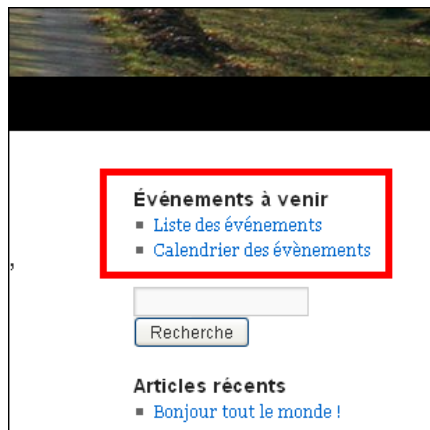 Événements à venir
Liste des événements
Calendrier des évènements
,
Recherche
Articles récents
Bonjour tout le monde !